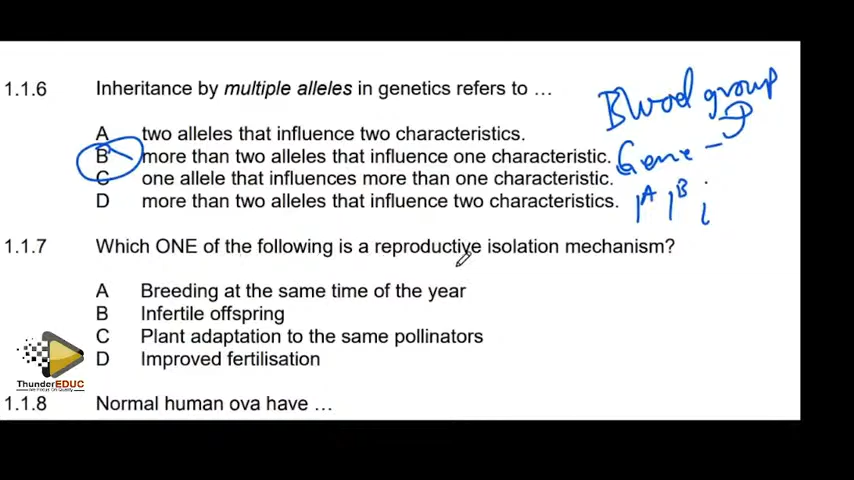 1.1.6 Inheritance by multiple alleles in genetics refers to …
Blood group
A two alleles that influence two characteristics.
B more than two alleles that influence one characteristic.
Gene -
C one allele that influences more than one characteristic.
D more than two alleles that influence two characteristics.
I^A I^B i
1.1.7 Which ONE of the following is a reproductive isolation mechanism?
A Breeding at the same time of the year
B Infertile offspring
C Plant adaptation to the same pollinators
D Improved fertilisation
ThunderEDUC
1.1.8 Normal human ova have …